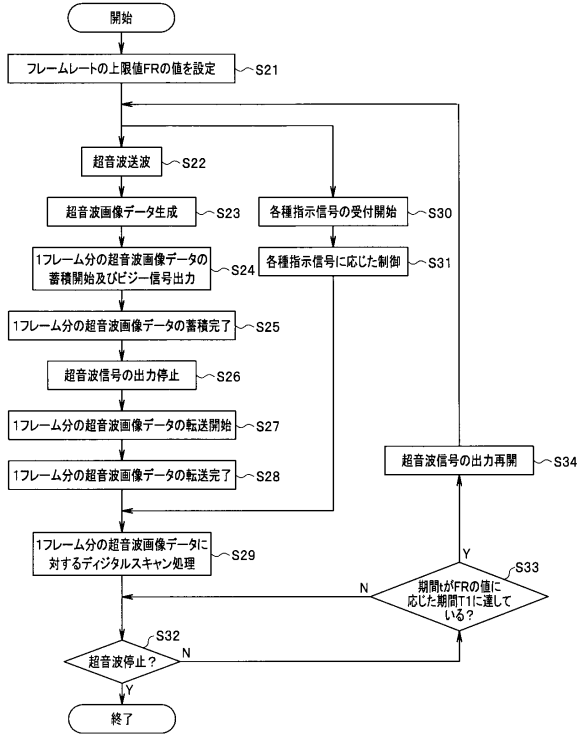 開始
フレームレートの上限値FRの値を設定
S21
超音波送波
S22
超音波画像データ生成
S23
1フレーム分の超音波画像データの
蓄積開始及びビジー信号出力
S24
1フレーム分の超音波画像データの蓄積完了
S25
超音波信号の出力停止
S26
1フレーム分の超音波画像データの転送開始
S27
1フレーム分の超音波画像データの転送完了
S28
1フレーム分の超音波画像データに
対するディジタルスキャン処理
S29
各種指示信号の受付開始
S30
各種指示信号に応じた制御
S31
超音波停止？
S32
N
Y
終了
期間tがFRの値に
応じた期間T1に達して
いる？
S33
N
Y
超音波信号の出力再開
S34